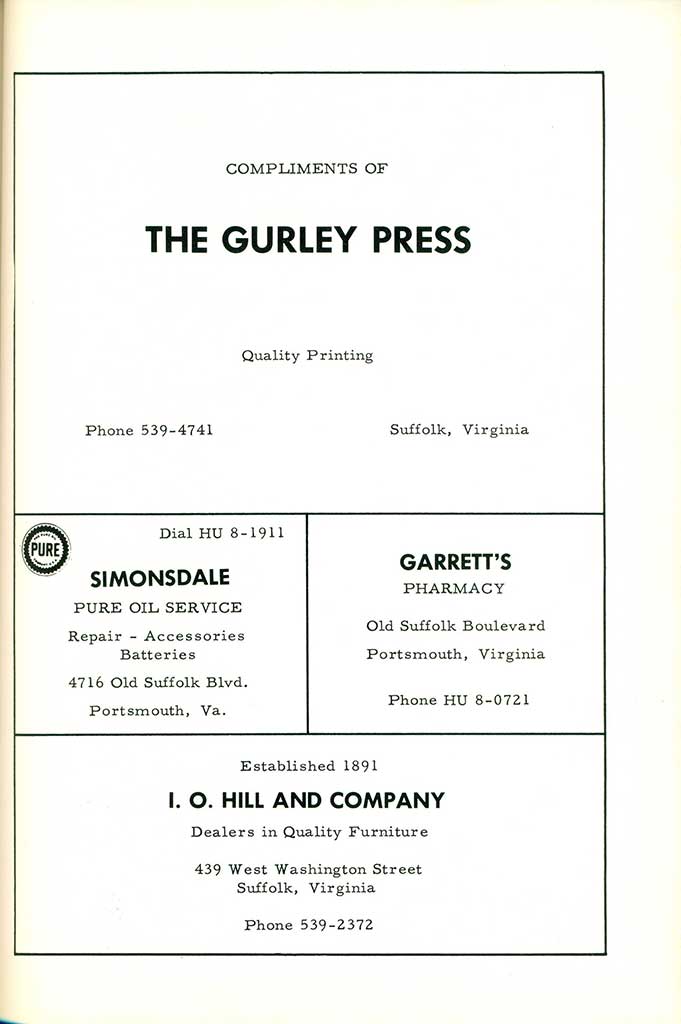 COMPLIMENTS OF
THE GURLEY PRESS
Quality Printing
Phone 539-4741 Suffolk, Virginia
PURE
Dial HU 8-1911
SIMONSDALE
PURE OIL SERVICE
Repair - Accessories
Batteries
4716 Old Suffolk Blvd.
Portsmouth, Va.
GARRETT'S
PHARMACY
Old Suffolk Boulevard
Portsmouth, Virginia
Phone HU 8-0721
Established 1891
I. O. HILL AND COMPANY
Dealers in Quality Furniture
439 West Washington Street
Suffolk, Virginia
Phone 539-2372